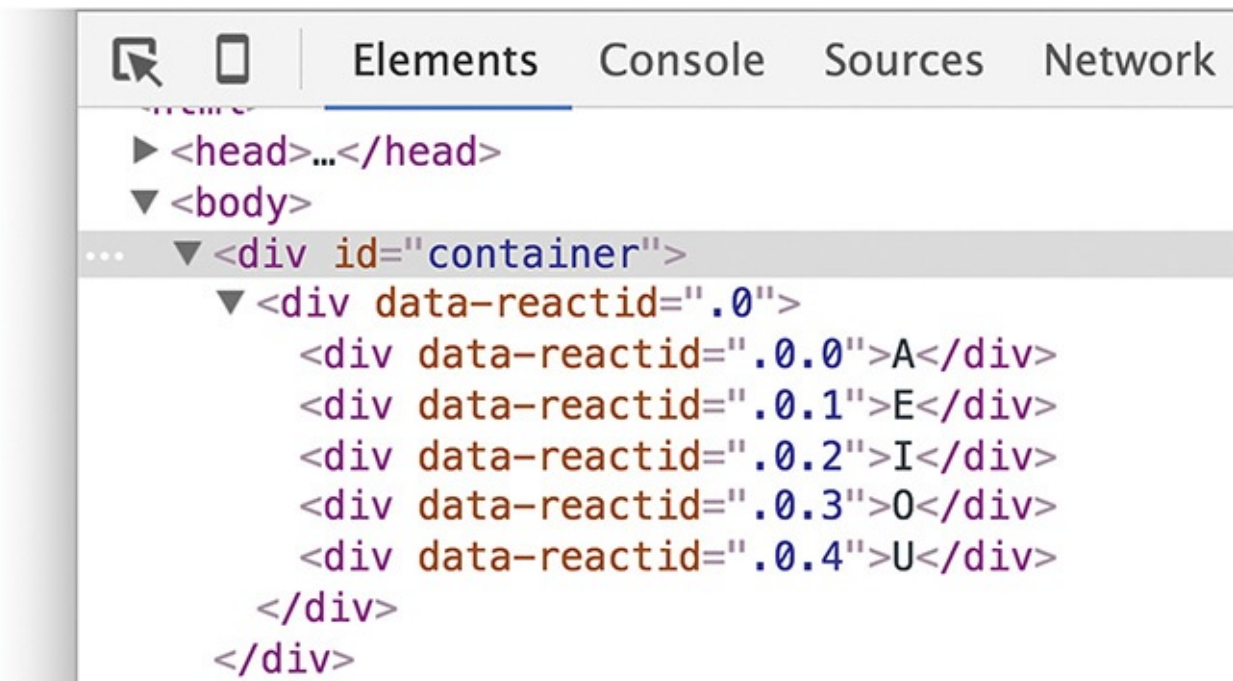 Elements Console Sources Network
<html>
▶ <head>…</head>
▼ <body>
... ▼ <div id="container">
▼ <div data-reactid=".0">
<div data-reactid=".0.0">A</div>
<div data-reactid=".0.1">E</div>
<div data-reactid=".0.2">I</div>
<div data-reactid=".0.3">O</div>
<div data-reactid=".0.4">U</div>
</div>
</div>